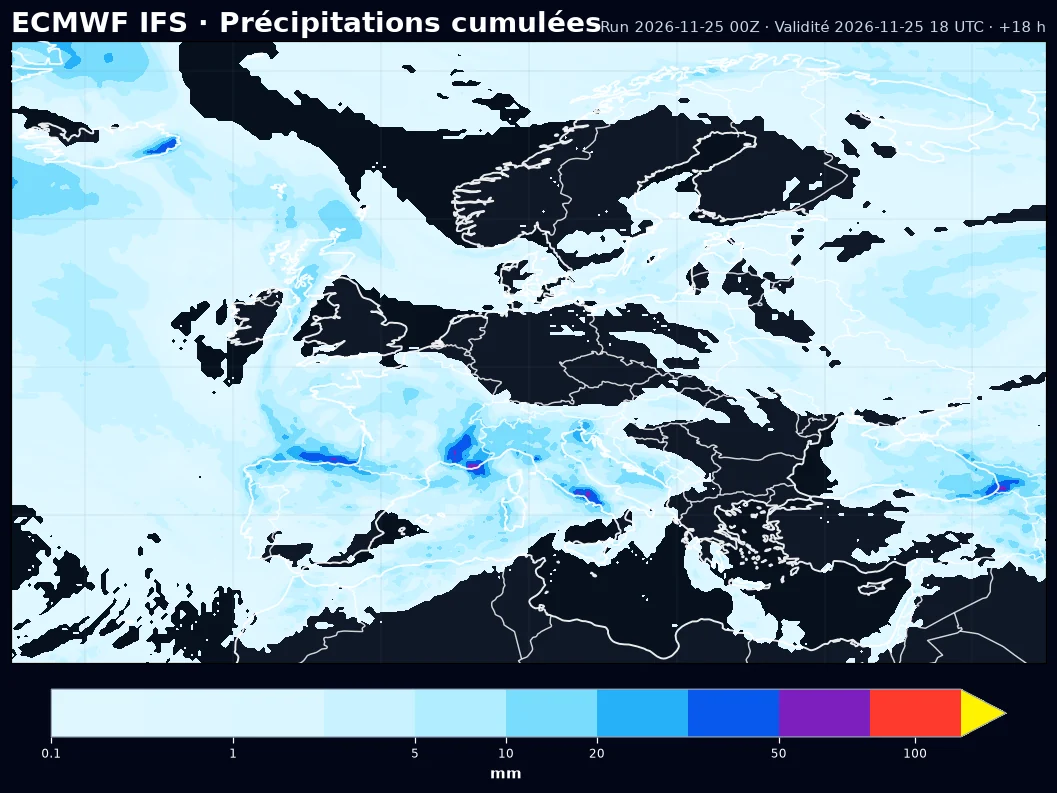 ECMWF IFS · Précipitations cumulées
Run 2026-11-25 00Z · Validité 2026-11-25 18 UTC · +18 h
0.1 1 5 10 20 50 100
mm